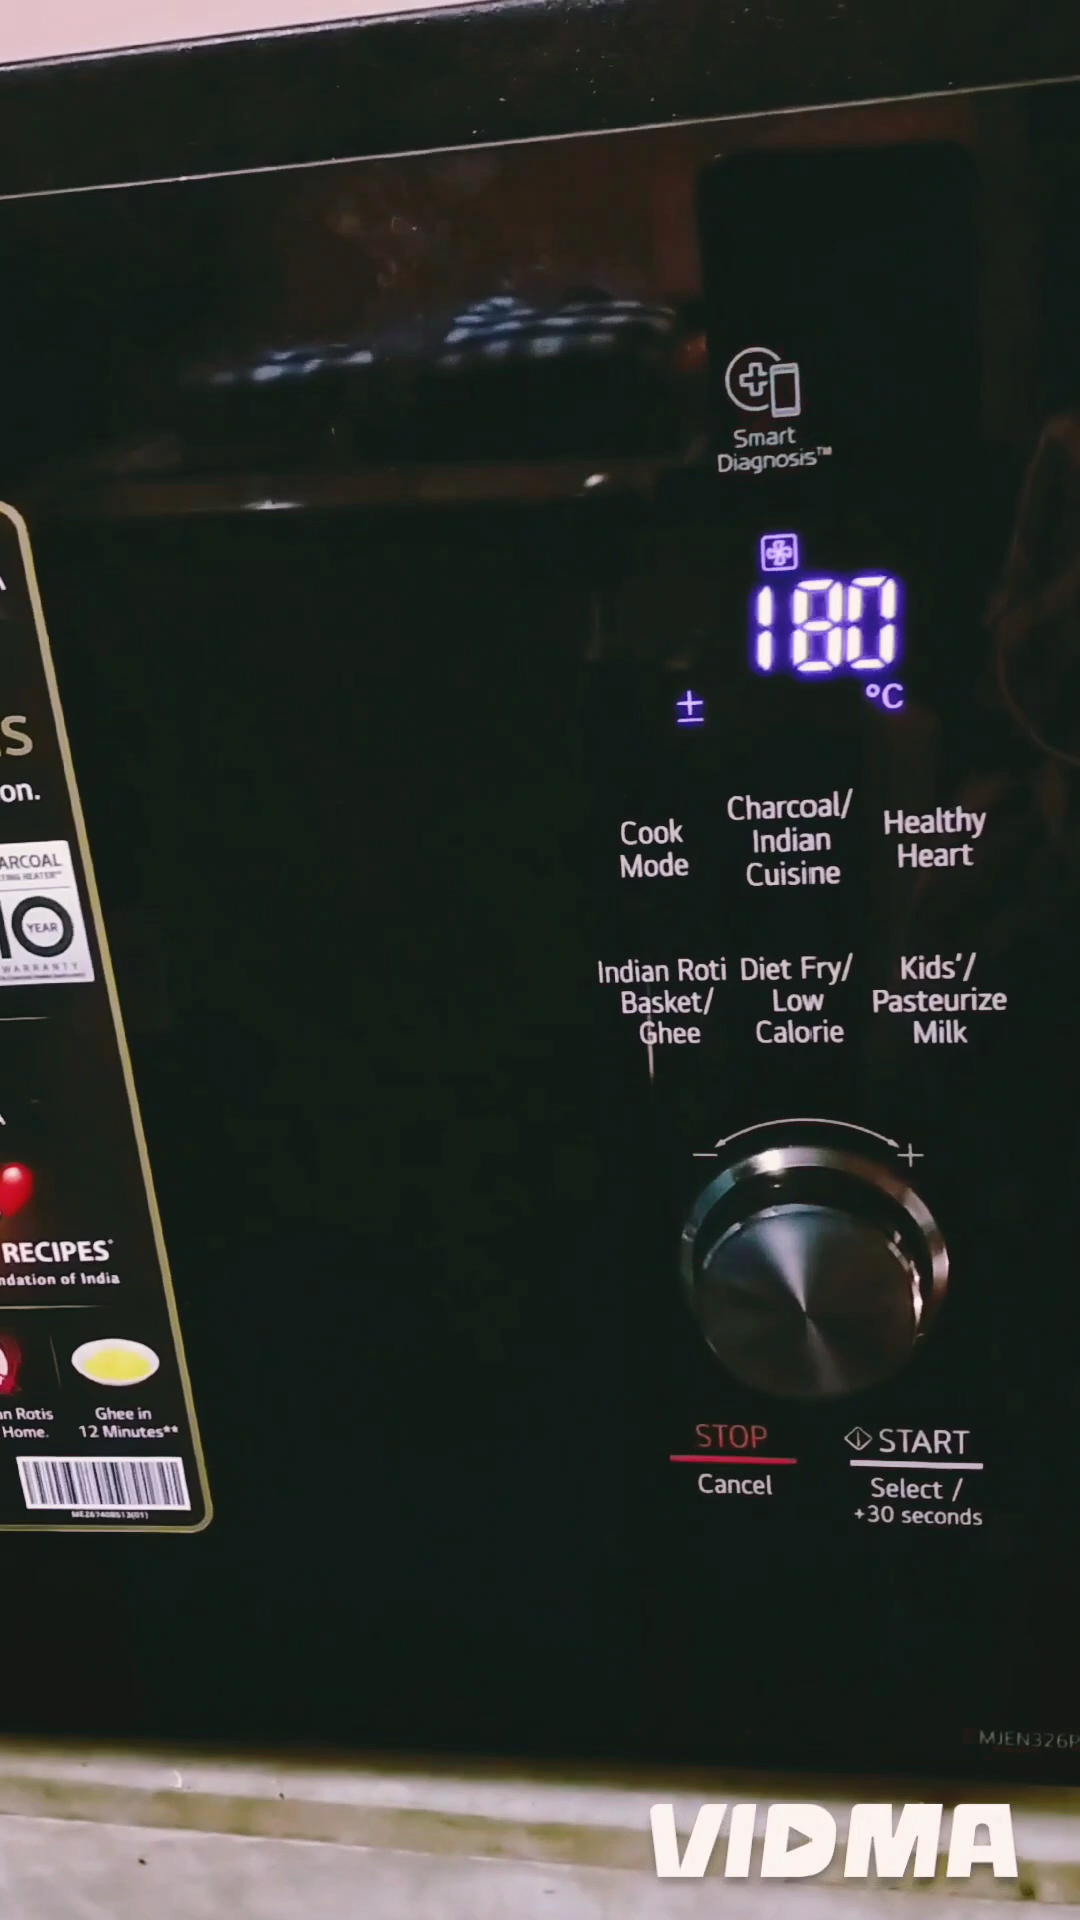 Smart
Diagnosis™
180
°C
±
Cook
Mode
Charcoal/
Indian
Cuisine
Healthy
Heart
Indian Roti
Basket/
Ghee
Diet Fry/
Low
Calorie
Kids'/
Pasteurize
Milk
− +
STOP
Cancel
START
Select /
+30 seconds
MJEN326P
S
on.
ARCOAL
10
YEAR
WARRANTY
RECIPES*
ndation of India
n Rotis
Home.
Ghee in
12 Minutes**
VIDMA